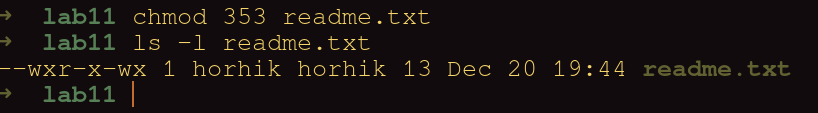 ➜ lab11 chmod 353 readme.txt
➜ lab11 ls -l readme.txt
--wxr-x-wx 1 horhik horhik 13 Dec 20 19:44 readme.txt
➜ lab11